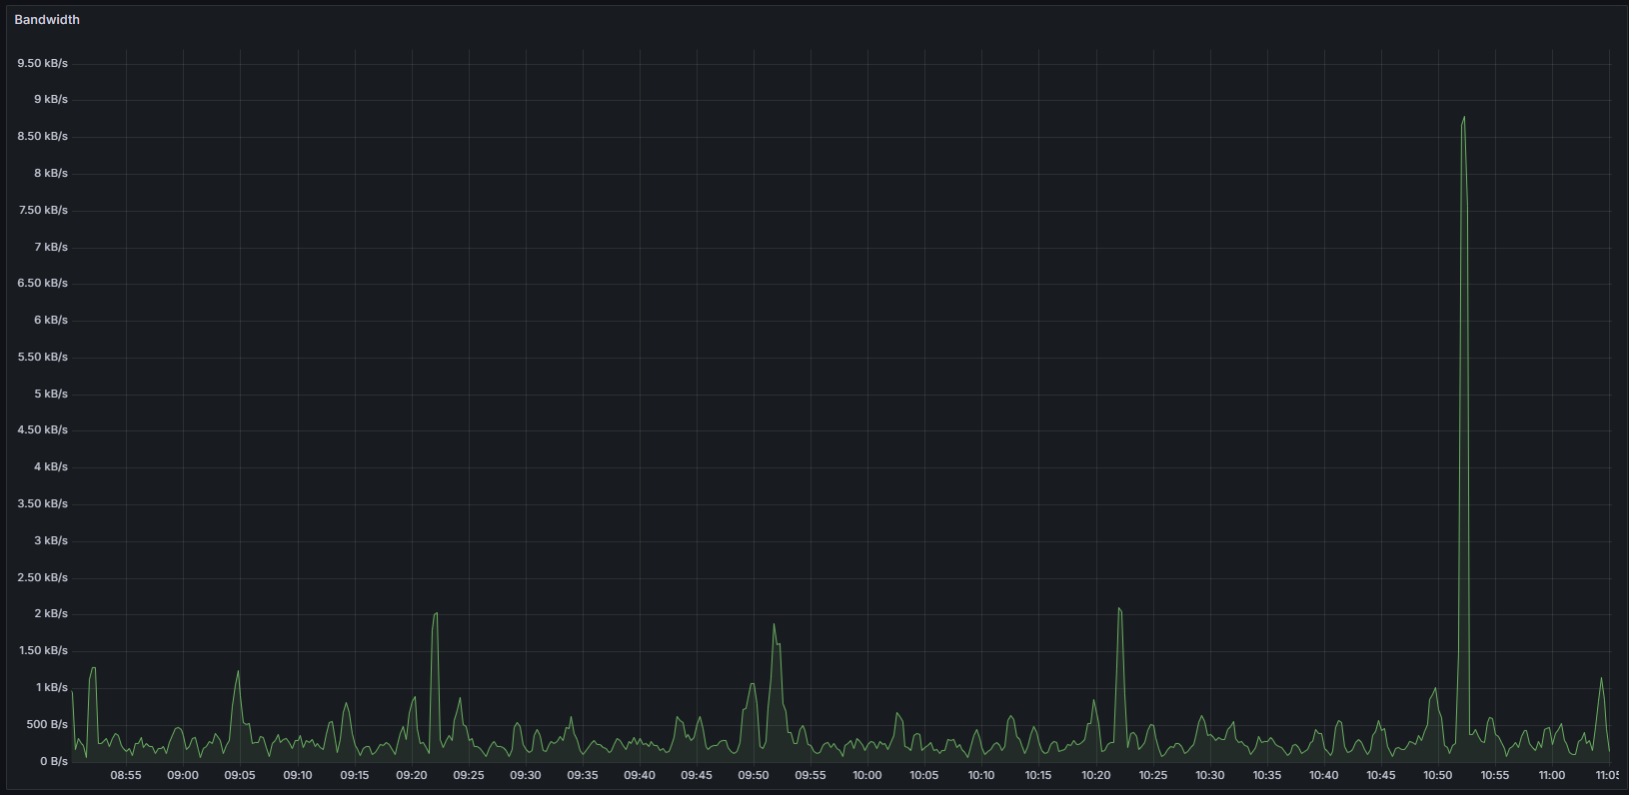 Bandwidth
9.50 kB/s
9 kB/s
8.50 kB/s
8 kB/s
7.50 kB/s
7 kB/s
6.50 kB/s
6 kB/s
5.50 kB/s
5 kB/s
4.50 kB/s
4 kB/s
3.50 kB/s
3 kB/s
2.50 kB/s
2 kB/s
1.50 kB/s
1 kB/s
500 B/s
0 B/s
08:55 09:00 09:05 09:10 09:15 09:20 09:25 09:30 09:35 09:40 09:45 09:50 09:55 10:00 10:05 10:10 10:15 10:20 10:25 10:30 10:35 10:40 10:45 10:50 10:55 11:00 11:05